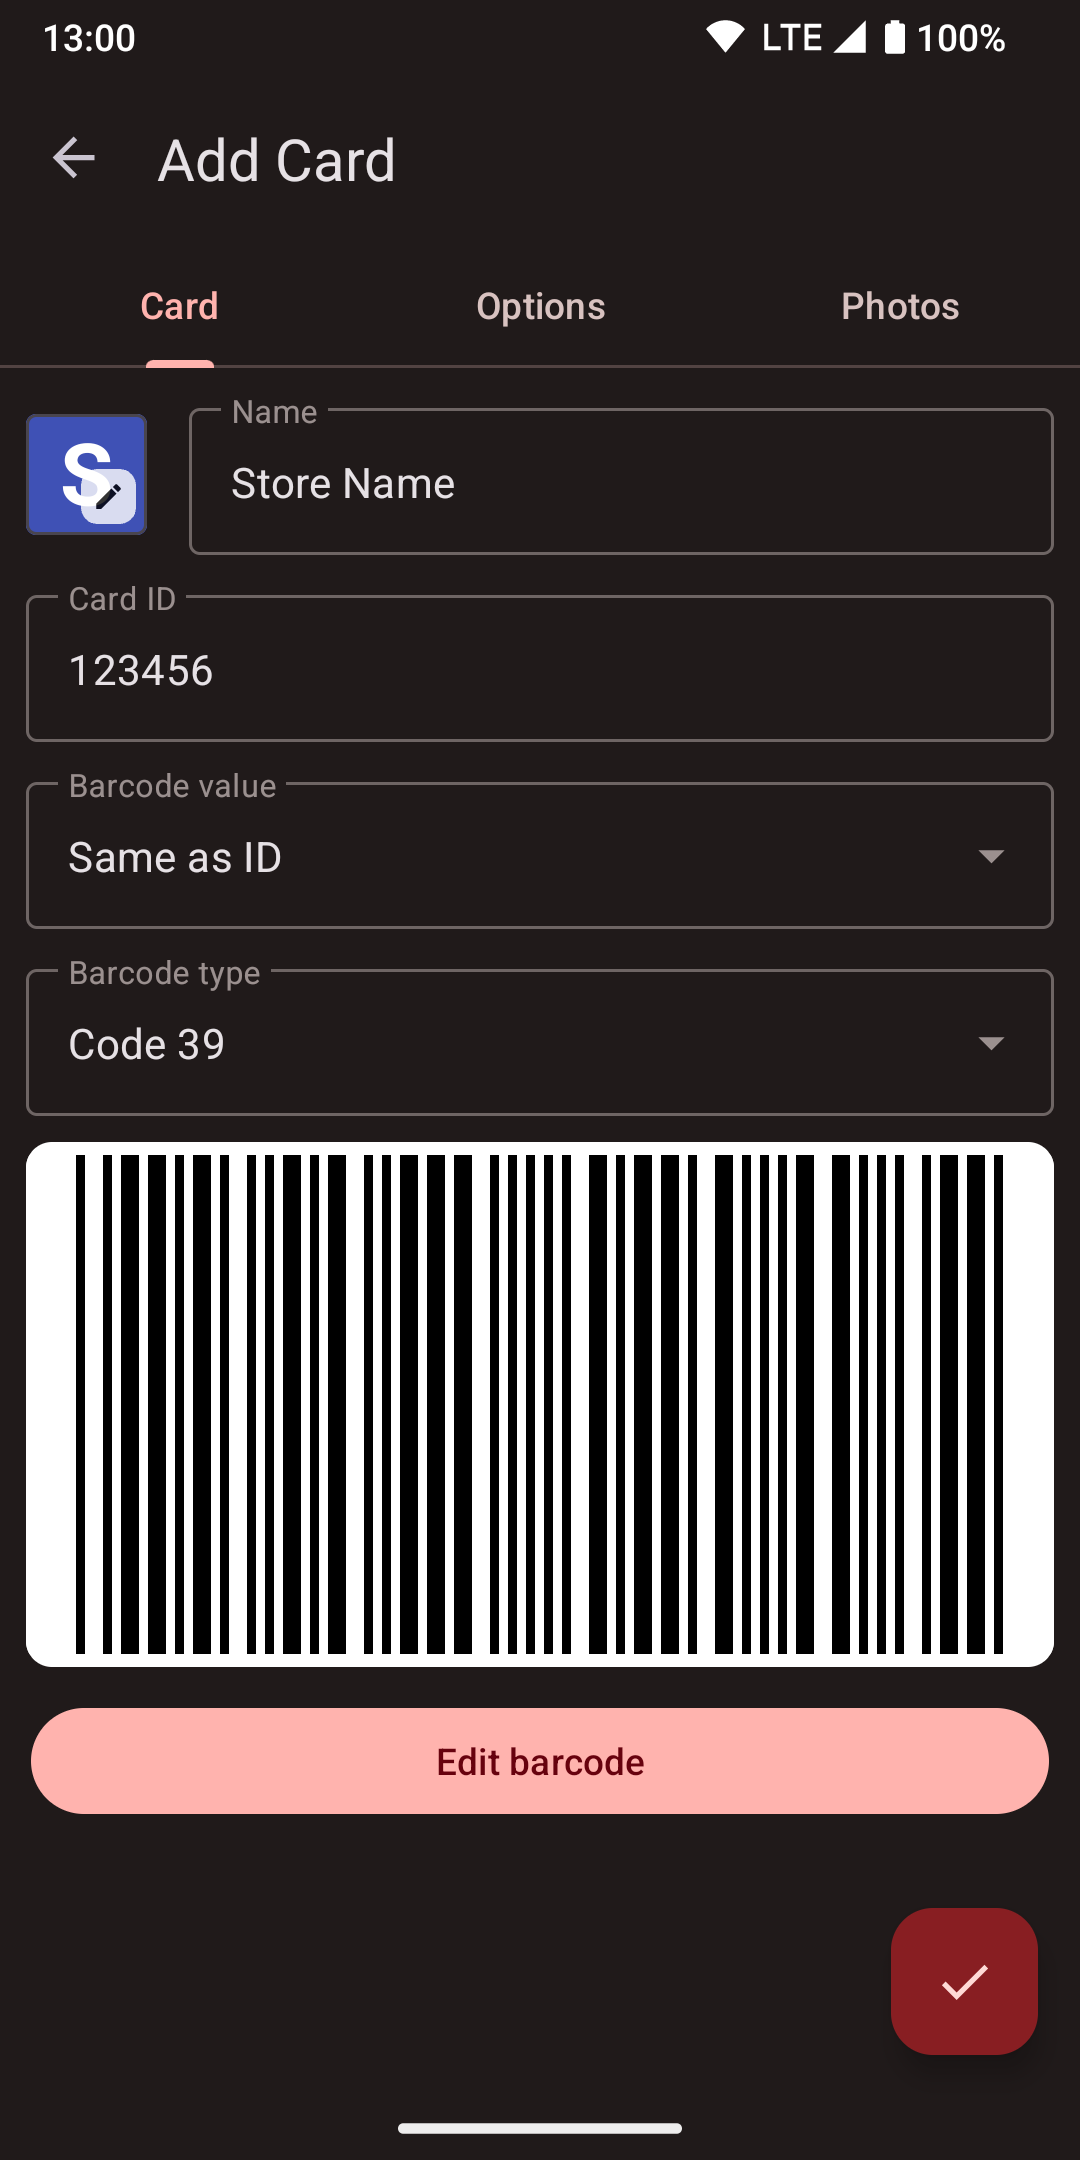 13:00 LTE 100%
Add Card
Card Options Photos
Name
S Store Name
Card ID
123456
Barcode value
Same as ID
Barcode type
Code 39
Edit barcode